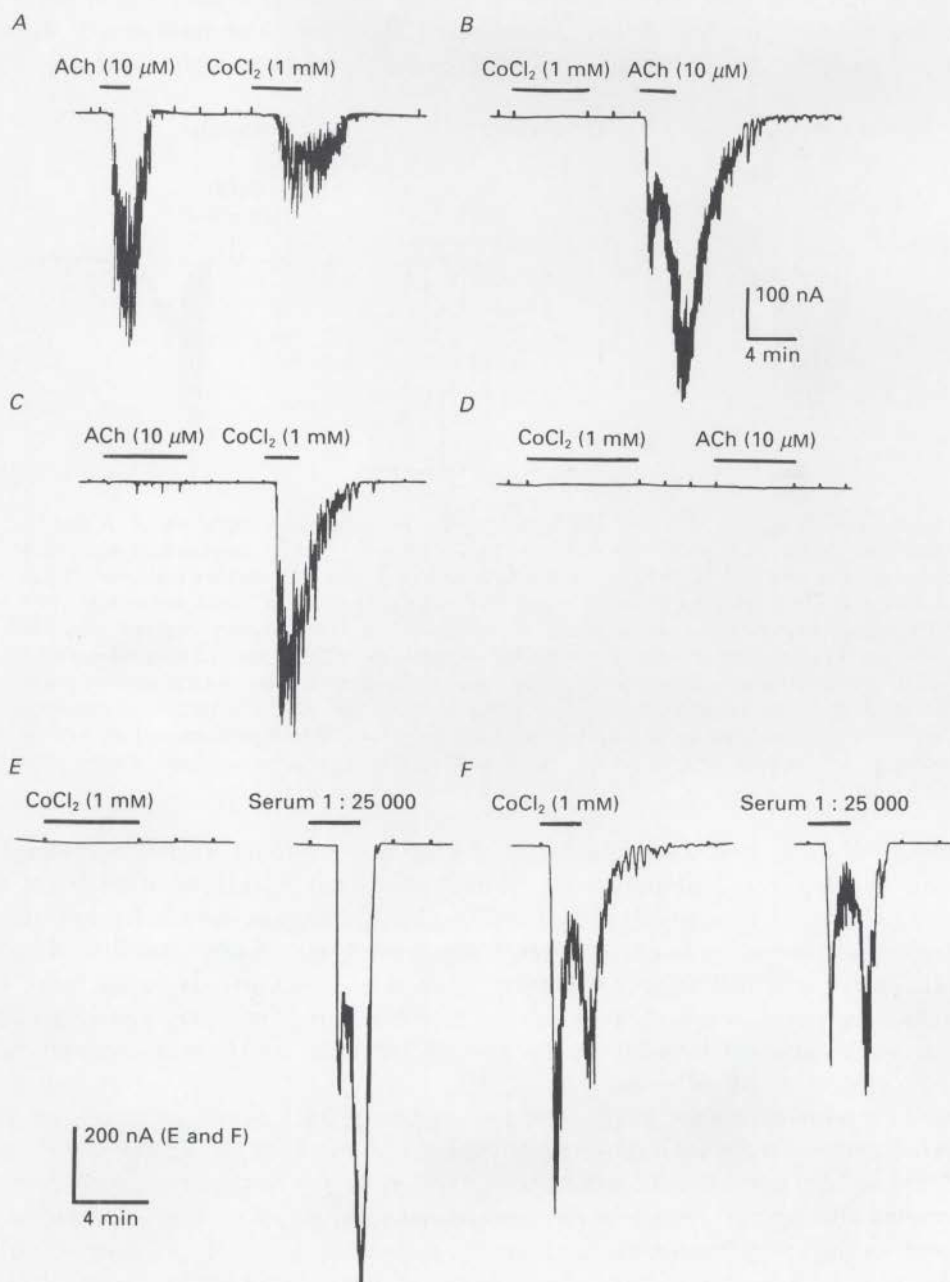 A
ACh (10 μM) CoCl₂ (1 mM)
B
CoCl₂ (1 mM) ACh (10 μM)
100 nA
4 min
C
ACh (10 μM) CoCl₂ (1 mM)
D
CoCl₂ (1 mM) ACh (10 μM)
E
CoCl₂ (1 mM) Serum 1 : 25 000
F
CoCl₂ (1 mM) Serum 1 : 25 000
200 nA (E and F)
4 min